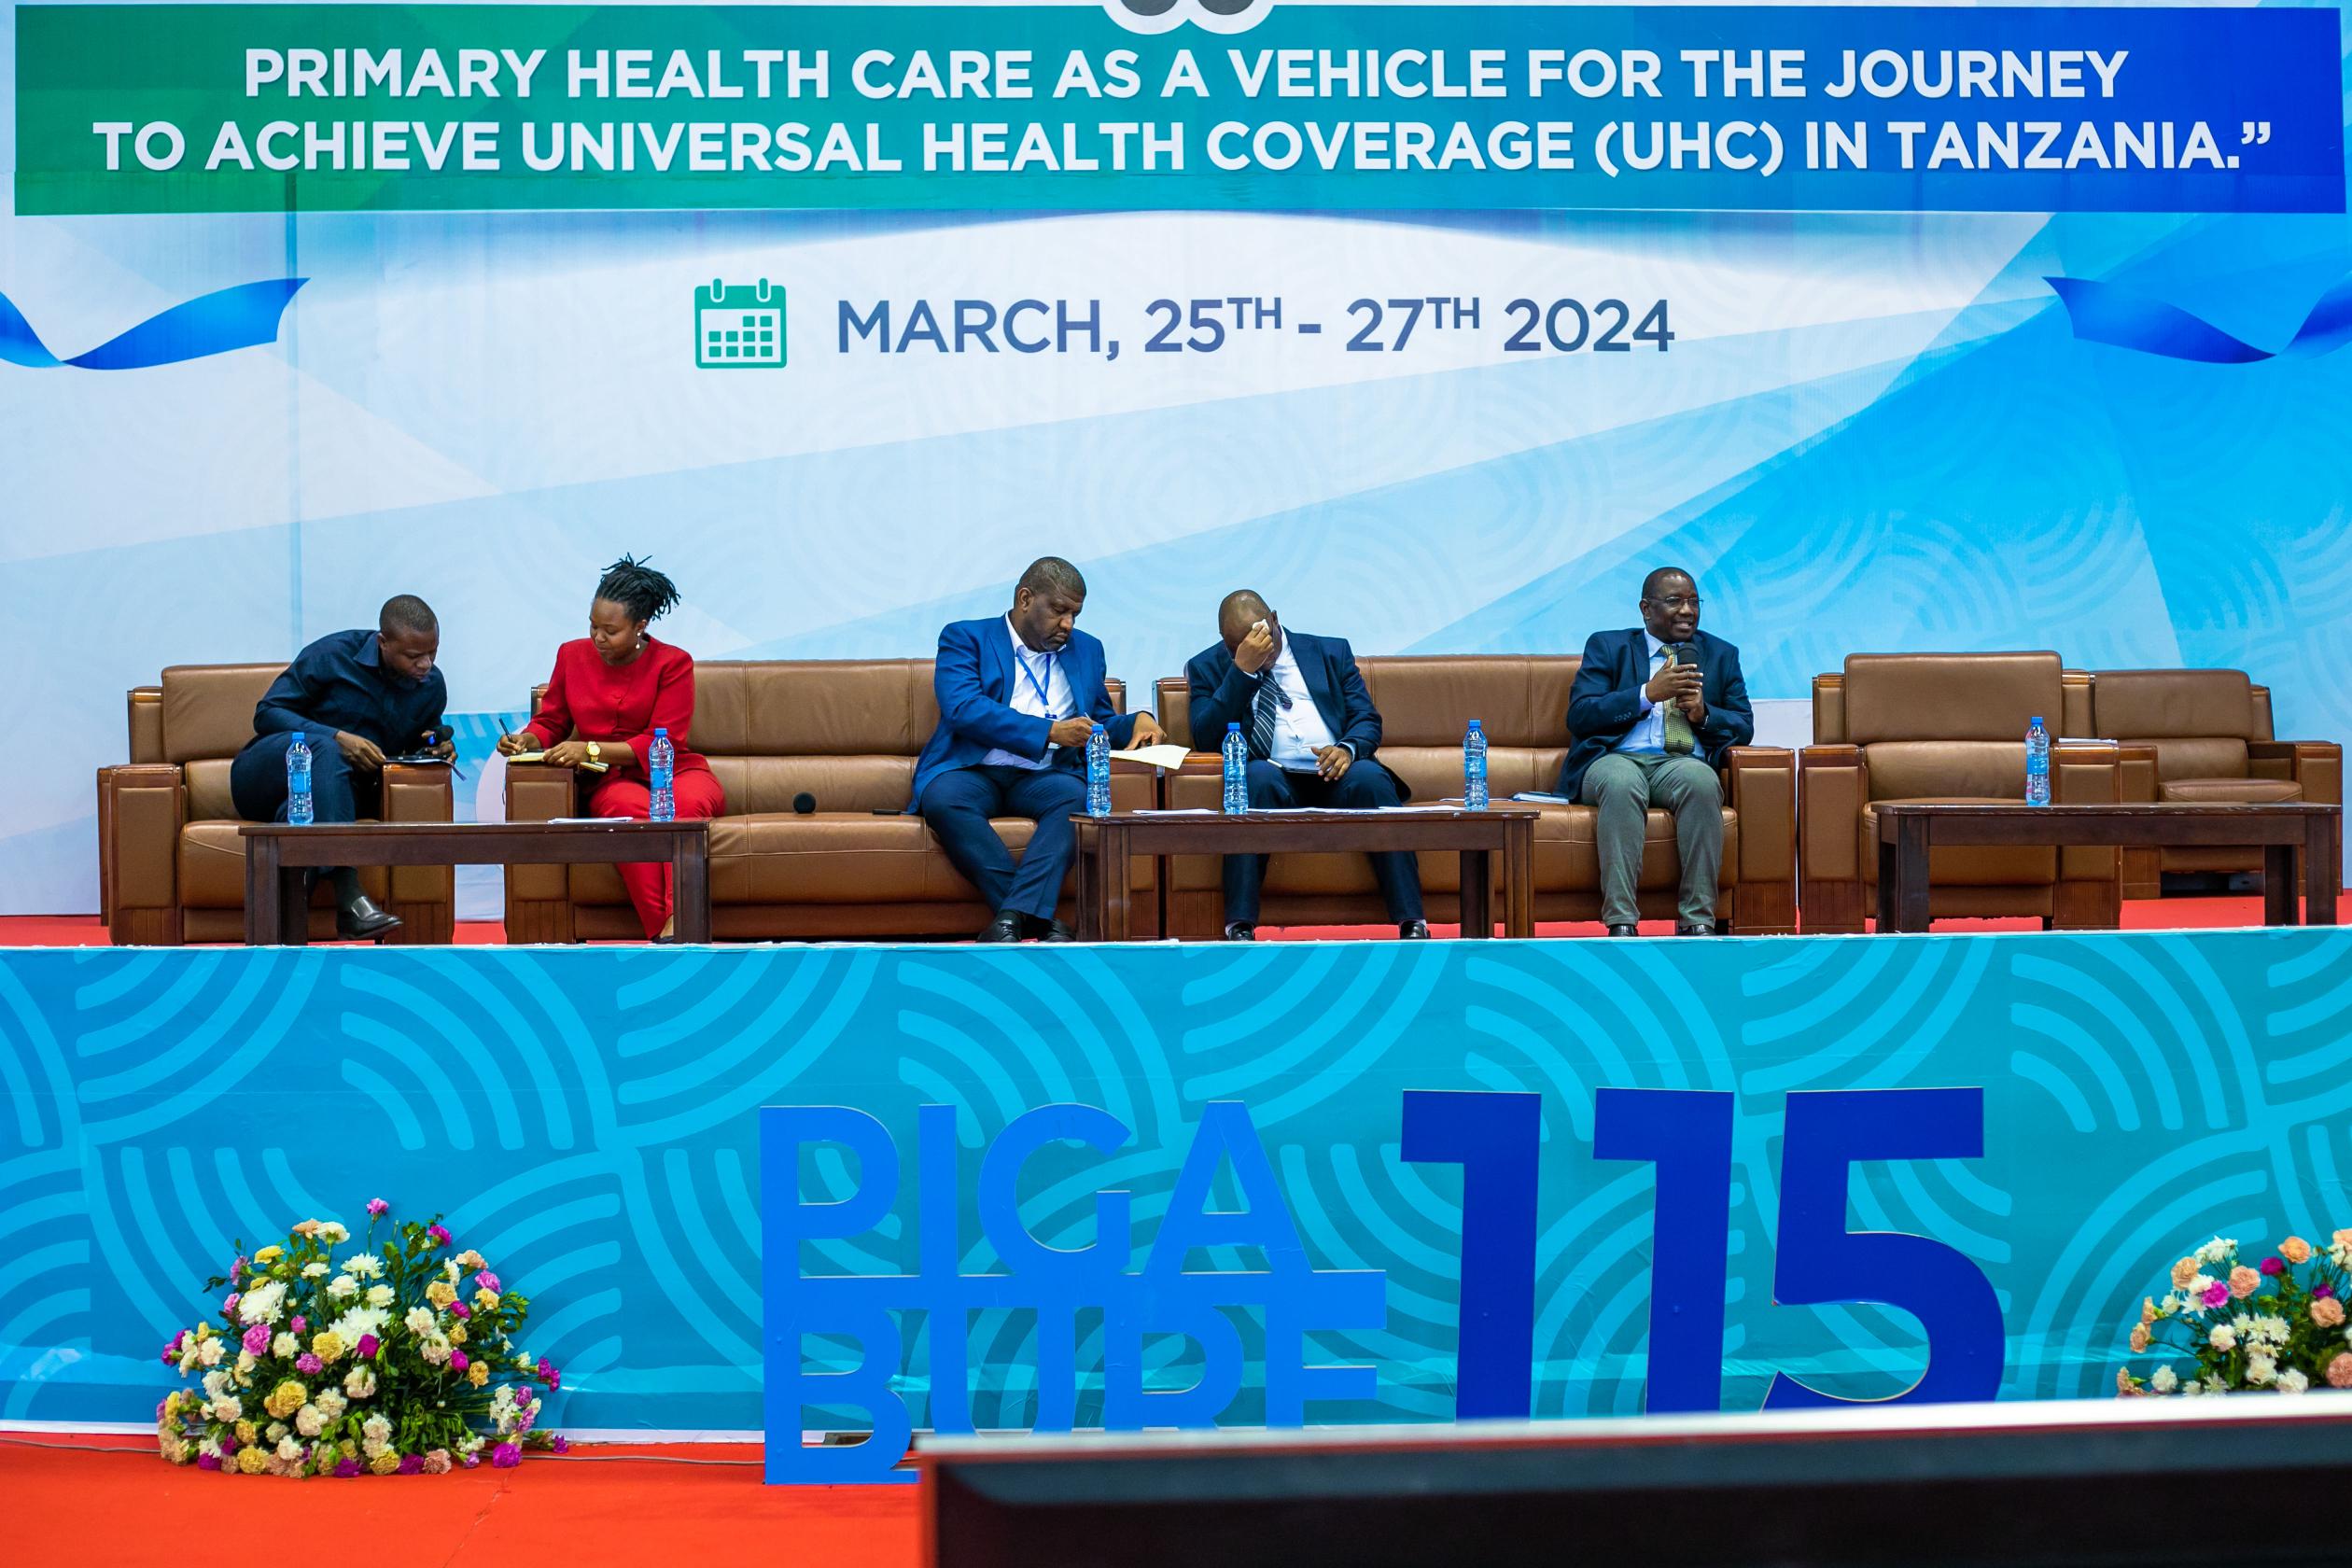 PRIMARY HEALTH CARE AS A VEHICLE FOR THE JOURNEY
TO ACHIEVE UNIVERSAL HEALTH COVERAGE (UHC) IN TANZANIA.”
MARCH, 25TH - 27TH 2024
PIGA
BURE
115